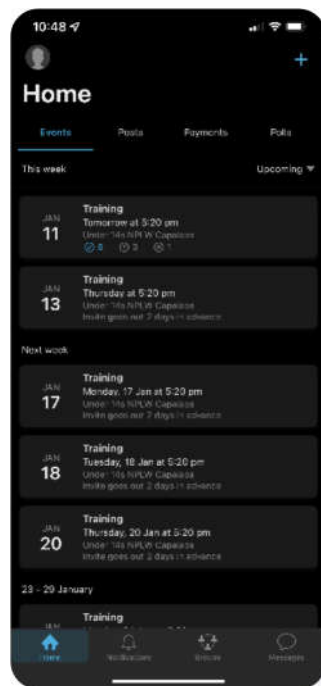 10:48
Home
Events Posts Payments Polls
This week Upcoming
JAN
11
Training
Tomorrow at 5:20 pm
Under 14s NPLW Capalaba
3 1
JAN
13
Training
Thursday at 5:20 pm
Under 14s NPLW Capalaba
Invite goes out 2 days in advance
Next week
JAN
17
Training
Monday, 17 Jan at 5:20 pm
Under 14s NPLW Capalaba
Invite goes out 2 days in advance
JAN
18
Training
Tuesday, 18 Jan at 5:20 pm
Under 14s NPLW Capalaba
Invite goes out 2 days in advance
JAN
20
Training
Thursday, 20 Jan at 5:20 pm
Under 14s NPLW Capalaba
Invite goes out 2 days in advance
23 - 29 January
JAN
Training
Home Notifications Groups Messages